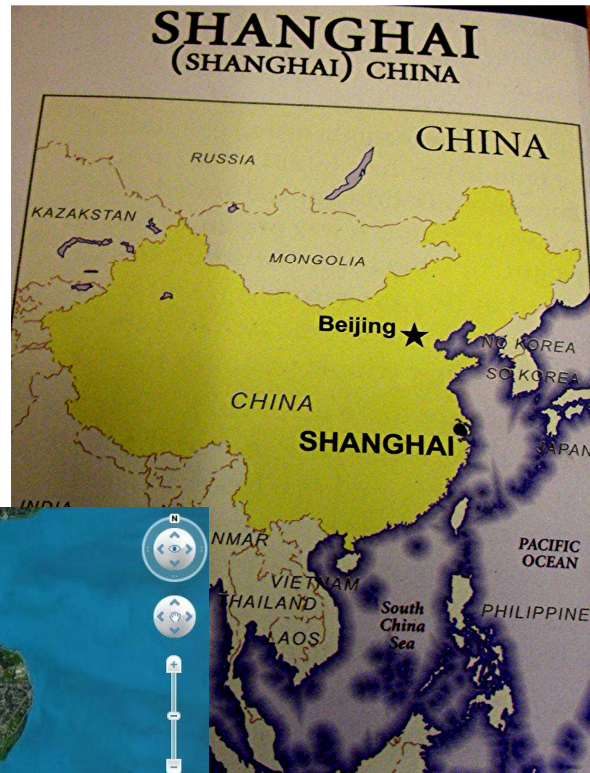 SHANGHAI
(SHANGHAI) CHINA
CHINA
RUSSIA
KAZAKSTAN
MONGOLIA
Beijing
NO KOREA
SO KOREA
CHINA
SHANGHAI
JAPAN
INDIA
N
NMAR
PACIFIC
OCEAN
VIETNAM
THAILAND
South
China
Sea
PHILIPPINE
LAOS